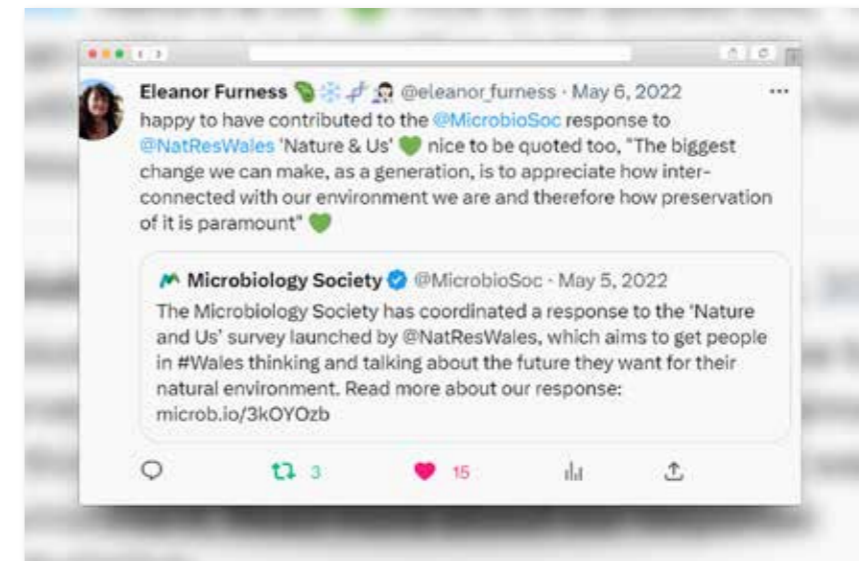 Eleanor Furness 🦠❄️🧬👩🏻‍🔬 @eleanor_furness · May 6, 2022
happy to have contributed to the @MicrobioSoc response to
@NatResWales 'Nature & Us' 💚 nice to be quoted too, "The biggest
change we can make, as a generation, is to appreciate how inter-
connected with our environment we are and therefore how preservation
of it is paramount" 💚
Microbiology Society @MicrobioSoc · May 5, 2022
The Microbiology Society has coordinated a response to the 'Nature
and Us' survey launched by @NatResWales, which aims to get people
in #Wales thinking and talking about the future they want for their
natural environment. Read more about our response:
microb.io/3kOYOzb
3 15